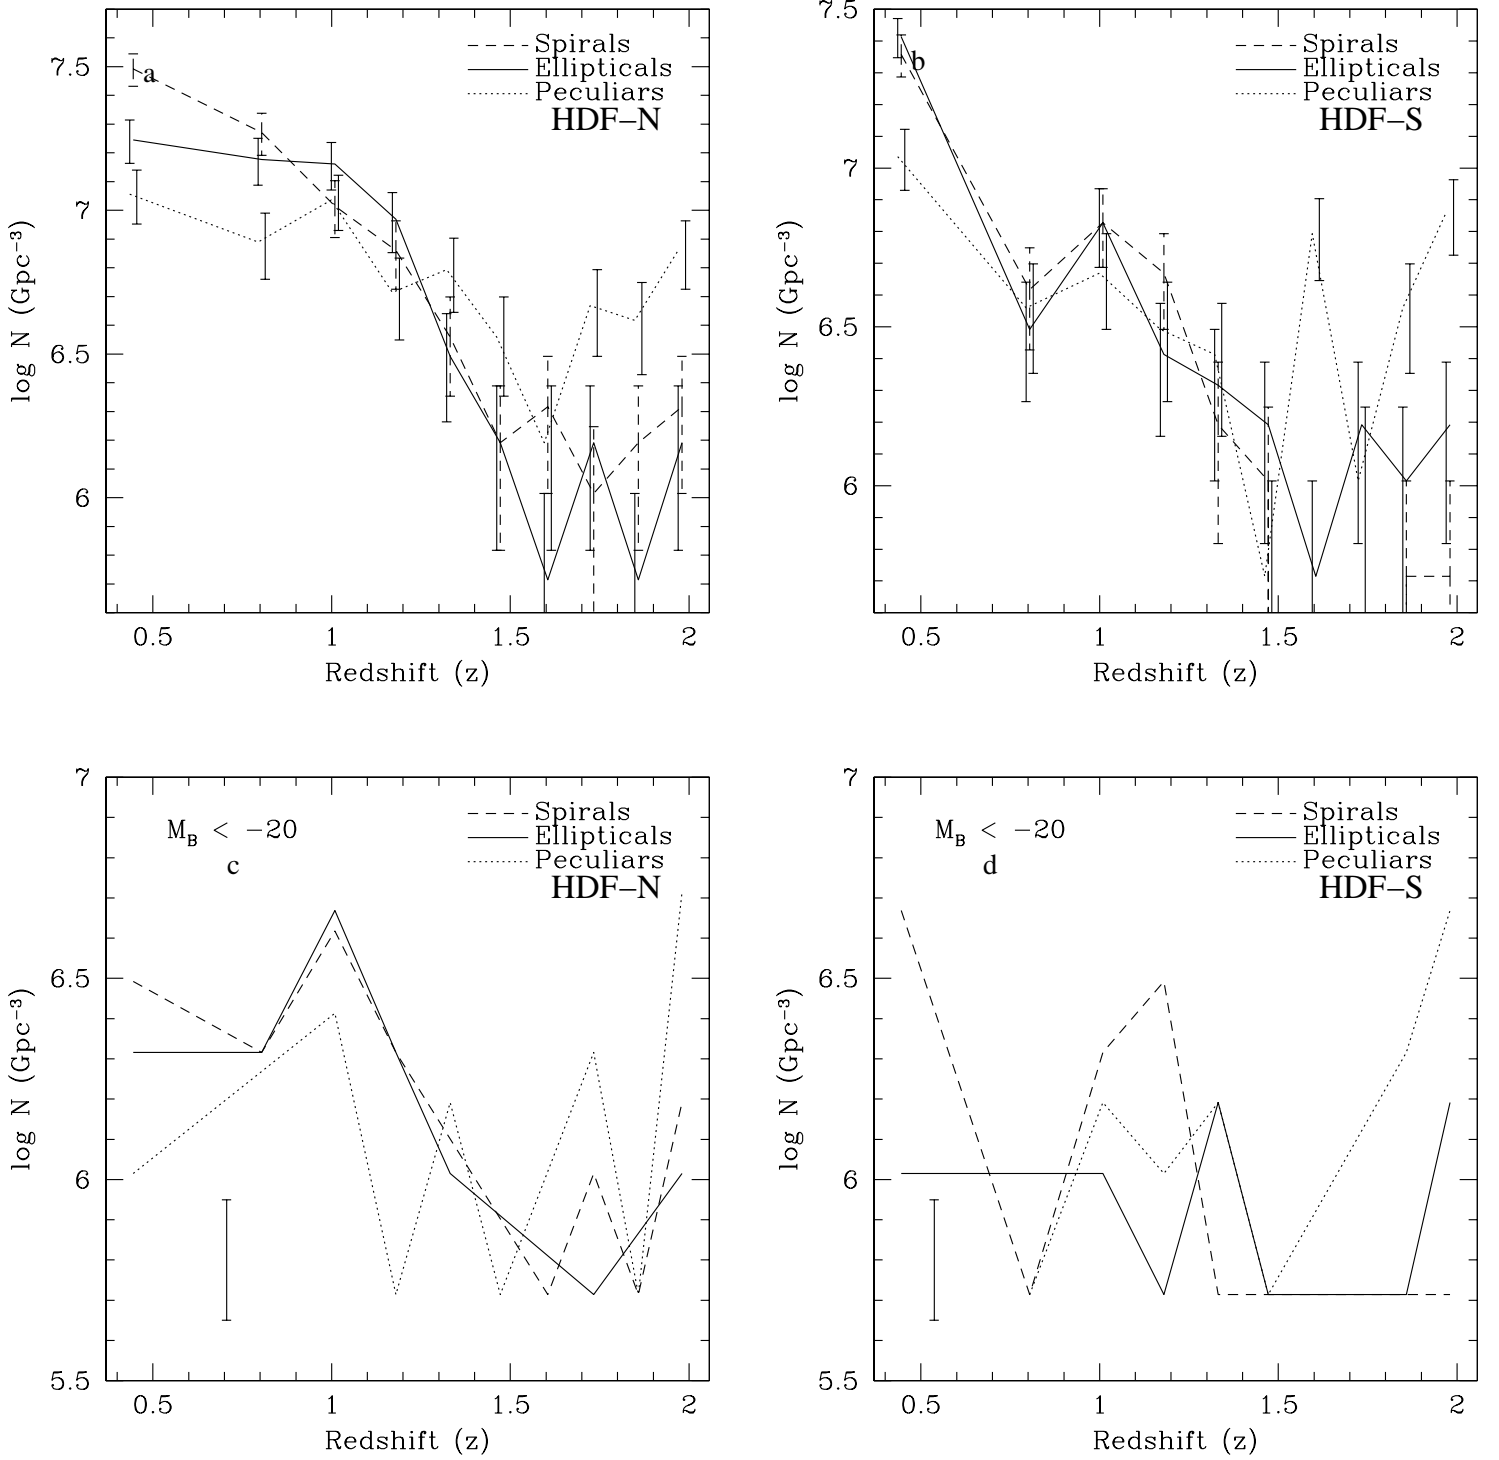 Spirals
7.5
a
Ellipticals
Peculiars
HDF–N
7
log N (Gpc⁻³)
6.5
6
0.5 1 1.5 2
Redshift (z)
7.5
Spirals
b
Ellipticals
Peculiars
HDF–S
7
log N (Gpc⁻³)
6.5
6
0.5 1 1.5 2
Redshift (z)
7
Spirals
M_B < −20
Ellipticals
c
Peculiars
HDF–N
6.5
log N (Gpc⁻³)
6
5.5
0.5 1 1.5 2
Redshift (z)
7
Spirals
M_B < −20
Ellipticals
d
Peculiars
HDF–S
6.5
log N (Gpc⁻³)
6
5.5
0.5 1 1.5 2
Redshift (z)